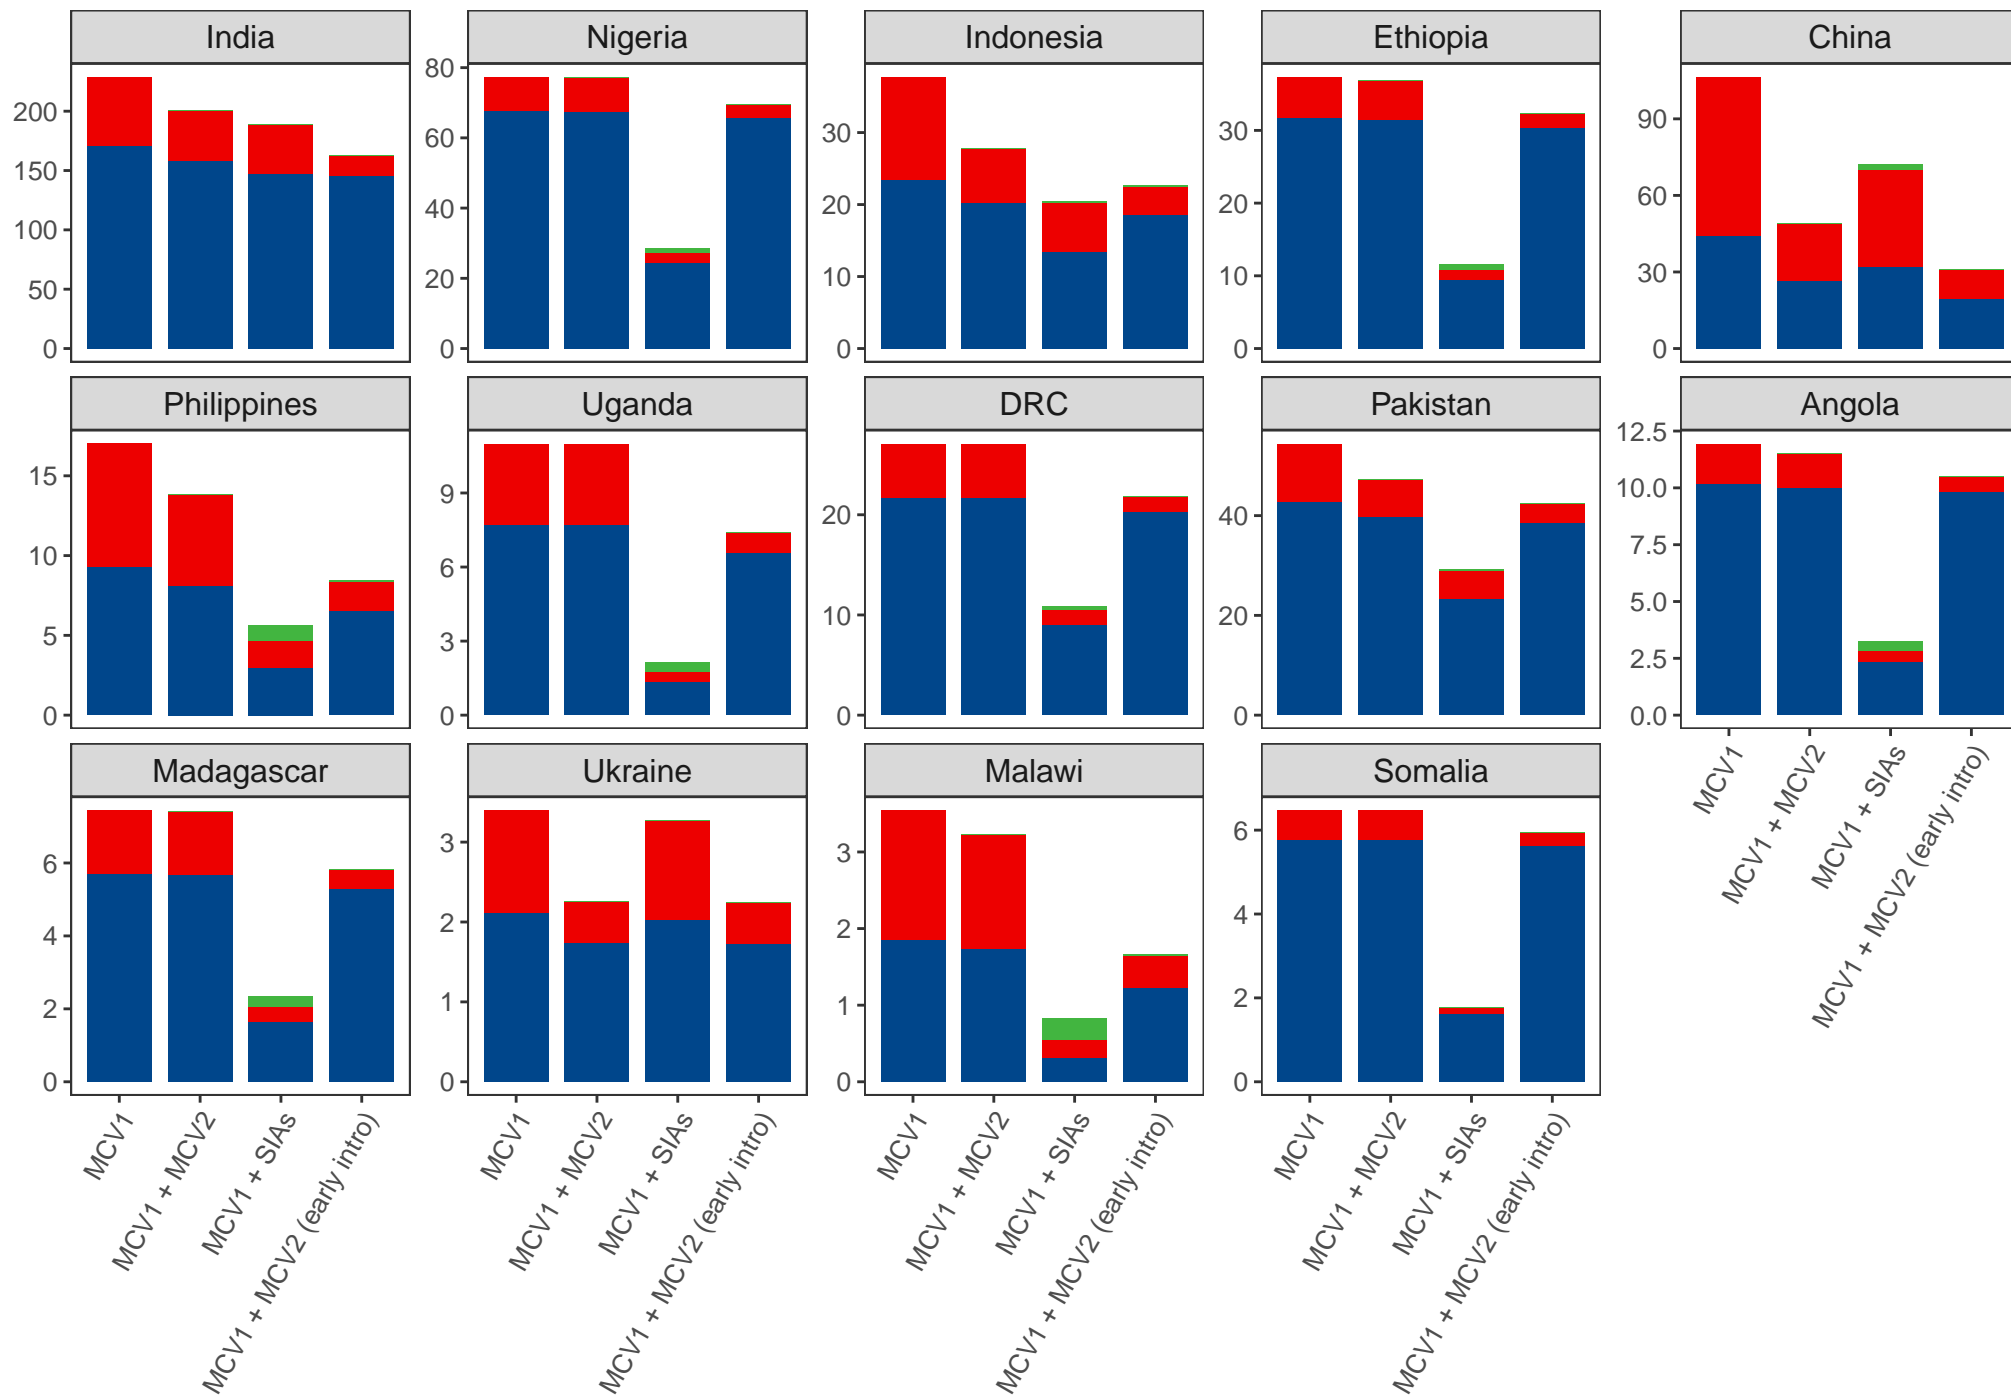 India
Nigeria
Indonesia
Ethiopia
China
0
50
100
150
200
0
20
40
60
80
0
10
20
30
0
10
20
30
0
30
60
90
Philippines
Uganda
DRC
Pakistan
Angola
0
5
10
15
0
3
6
9
0
10
20
0
20
40
0.0
2.5
5.0
7.5
10.0
12.5
Madagascar
Ukraine
Malawi
Somalia
0
2
4
6
0
1
2
3
0
1
2
3
0
2
4
6
MCV1
MCV1 + MCV2
MCV1 + SIAs
MCV1 + MCV2 (early intro)
MCV1
MCV1 + MCV2
MCV1 + SIAs
MCV1 + MCV2 (early intro)
MCV1
MCV1 + MCV2
MCV1 + SIAs
MCV1 + MCV2 (early intro)
MCV1
MCV1 + MCV2
MCV1 + SIAs
MCV1 + MCV2 (early intro)
MCV1
MCV1 + MCV2
MCV1 + SIAs
MCV1 + MCV2 (early intro)